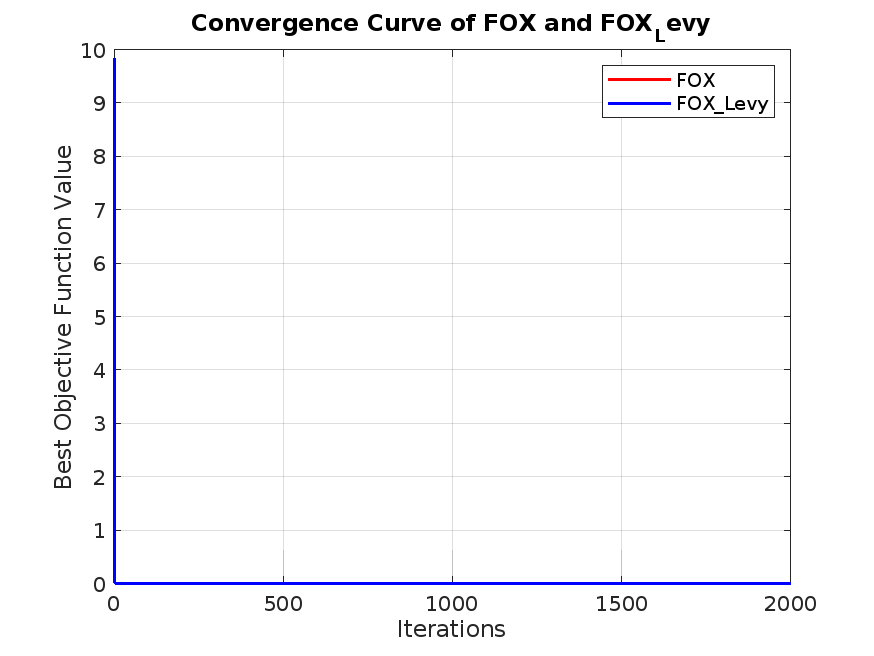 Convergence Curve of FOX and FOX_Levy
FOX
FOX_Levy
Best Objective Function Value
10
9
8
7
6
5
4
3
2
1
0
0 500 1000 1500 2000
Iterations